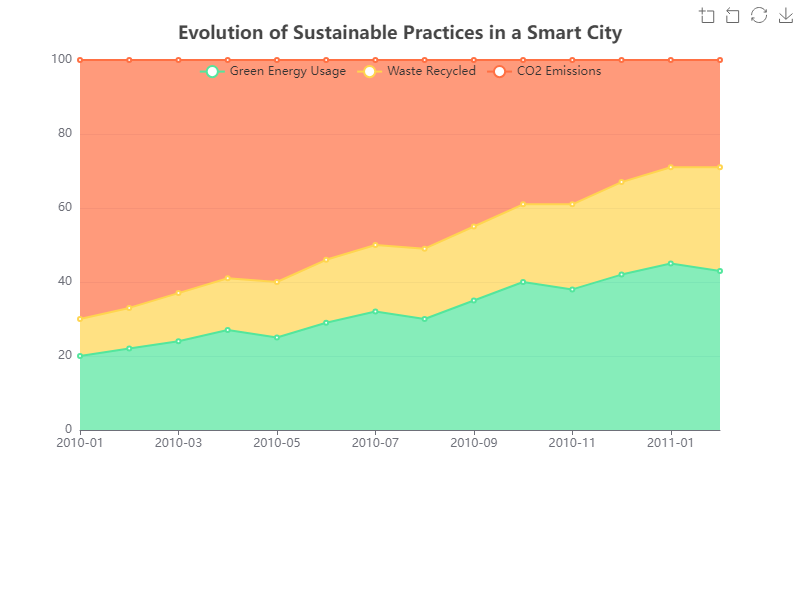 Evolution of Sustainable Practices in a Smart City
Green Energy Usage Waste Recycled CO2 Emissions
100
80
60
40
20
0
2010-01 2010-03 2010-05 2010-07 2010-09 2010-11 2011-01